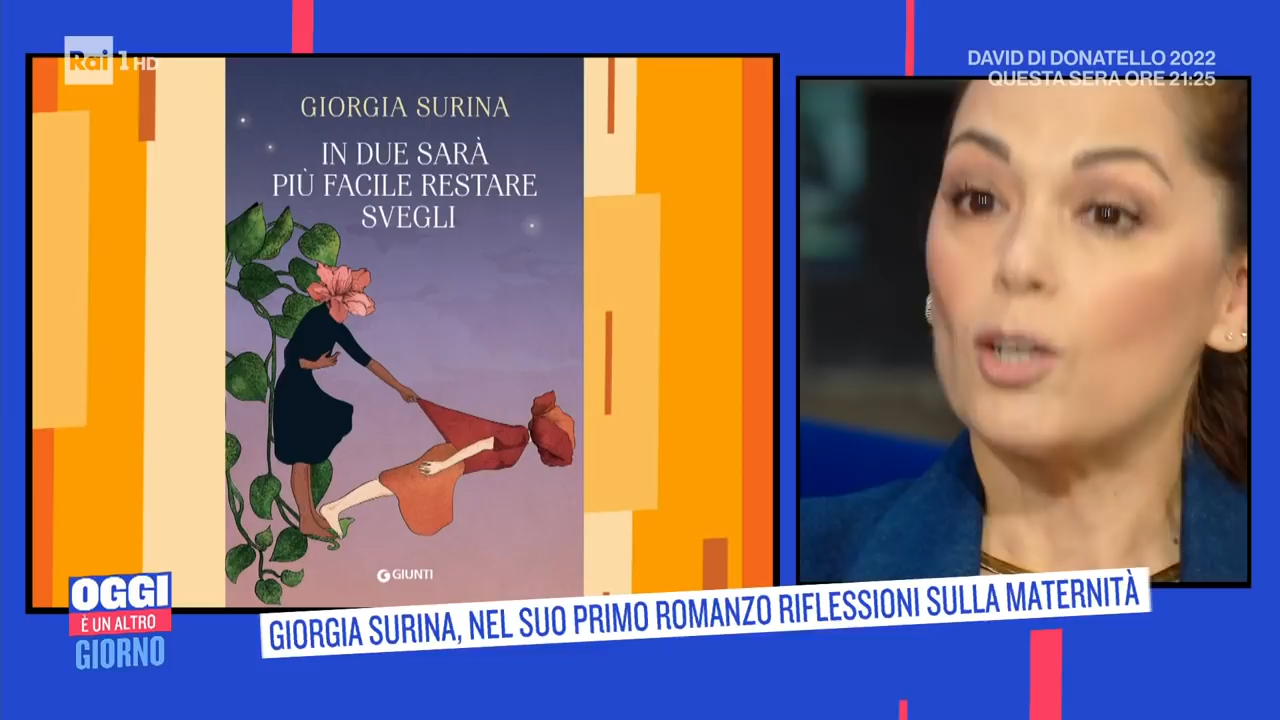 Rai 1 HD
DAVID DI DONATELLO 2022
QUESTA SERA ORE 21:25
GIORGIA SURINA
IN DUE SARÀ
PIÙ FACILE RESTARE
SVEGLI
G GIUNTI
OGGI
È UN ALTRO
GIORNO
GIORGIA SURINA, NEL SUO PRIMO ROMANZO RIFLESSIONI SULLA MATERNITÀ